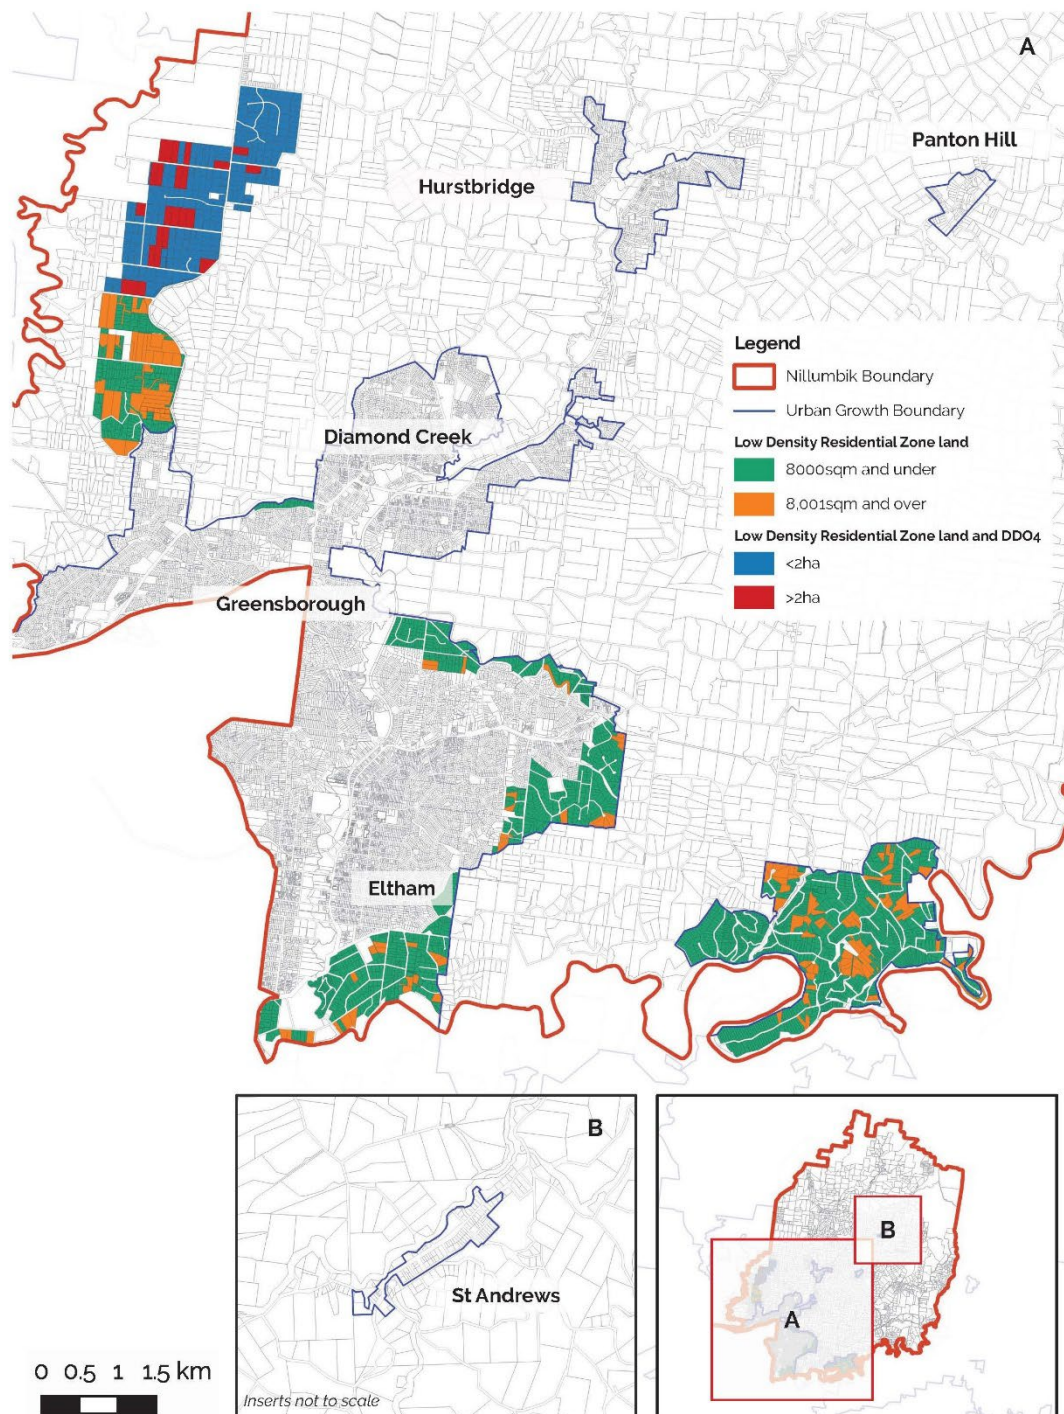 A
Panton Hill
Hurstbridge
Legend
Nillumbik Boundary
Urban Growth Boundary
Diamond Creek
Low Density Residential Zone land
8000sqm and under
8,001sqm and over
Low Density Residential Zone land and DDO4
<2ha
>2ha
Greensborough
Eltham
B
St Andrews
Inserts not to scale
B
A
0 0.5 1 1.5 km